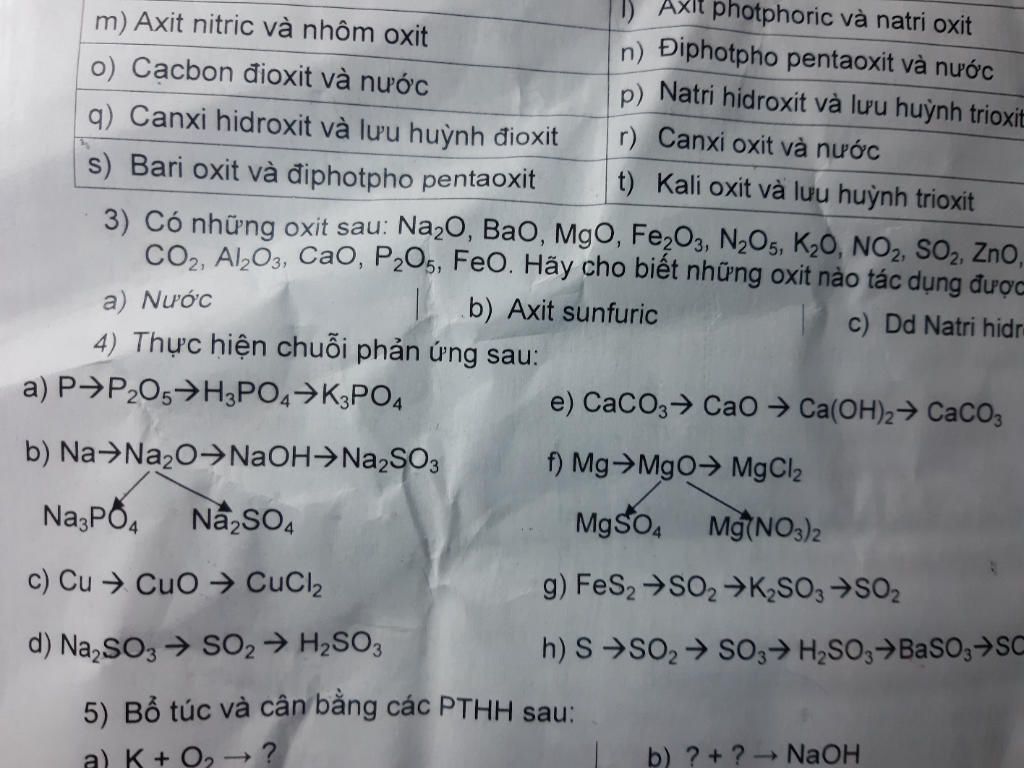 m) Axit nitric và nhôm oxit
l) Axit photphoric và natri oxit
o) Cacbon đioxit và nước
n) Điphotpho pentaoxit và nước
q) Canxi hidroxit và lưu huỳnh đioxit
p) Natri hidroxit và lưu huỳnh trioxit
s) Bari oxit và điphotpho pentaoxit
r) Canxi oxit và nước
t) Kali oxit và lưu huỳnh trioxit
3) Có những oxit sau: Na₂O, BaO, MgO, Fe₂O₃, N₂O₅, K₂O, NO₂, SO₂, ZnO,
CO₂, Al₂O₃, CaO, P₂O₅, FeO. Hãy cho biết những oxit nào tác dụng được
a) Nước b) Axit sunfuric c) Dd Natri
4) Thực hiện chuỗi phản ứng sau:
a) P→P₂O₅→H₃PO₄→K₃PO₄
e) CaCO₃→ CaO → Ca(OH)₂→ CaCO₃
b) Na→Na₂O→NaOH→Na₂SO₃
f) Mg→MgO→ MgCl₂
Na₃PO₄ Na₂SO₄
MgSO₄ Mg(NO₃)₂
c) Cu → CuO → CuCl₂
g) FeS₂ →SO₂ →K₂SO₃ →SO₂
d) Na₂SO₃ → SO₂ → H₂SO₃
h) S →SO₂ → SO₃→ H₂SO₃→BaSO₃→
5) Bổ túc và cân bằng các PTHH sau:
a) K + O₂ → ? b) ? + ? → NaOH